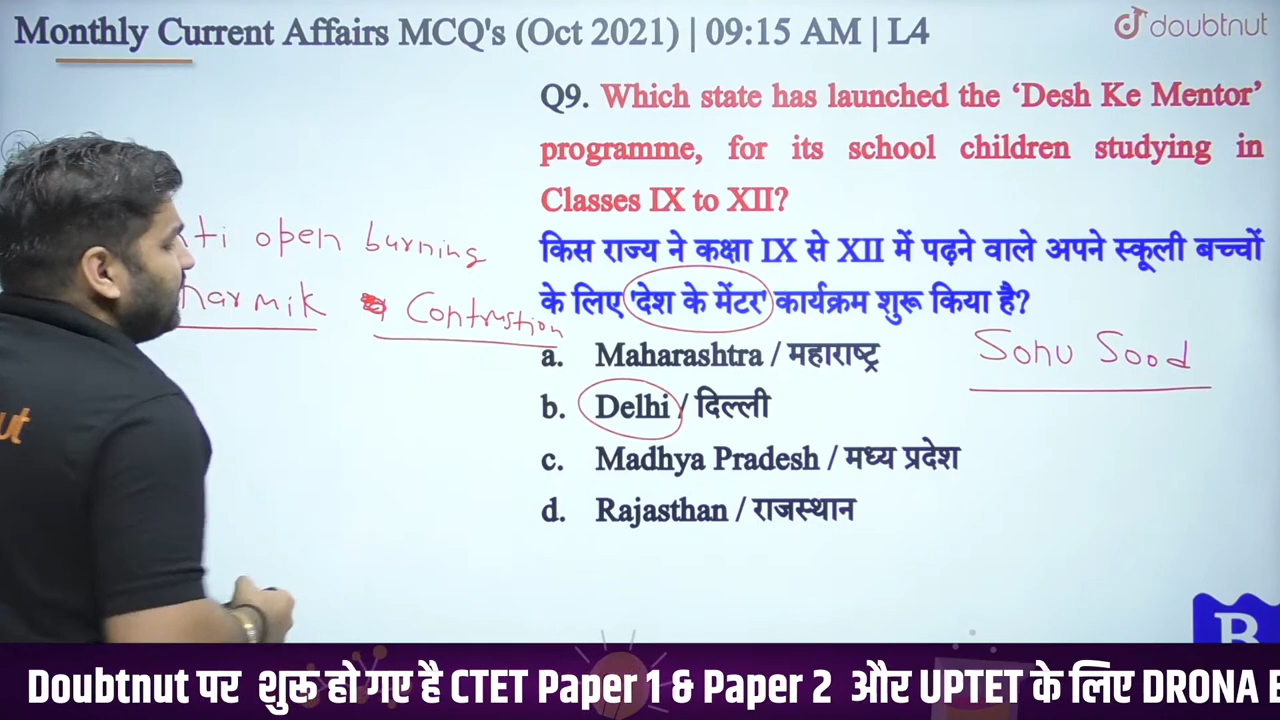 Monthly Current Affairs MCQ's (Oct 2021) | 09:15 AM | L4
doubtnut
Q9. Which state has launched the ‘Desh Ke Mentor’
programme, for its school children studying in
Classes IX to XII?
किस राज्य ने कक्षा IX से XII में पढ़ने वाले अपने स्कूली बच्चों
के लिए 'देश के मेंटर' कार्यक्रम शुरू किया है?
a. Maharashtra / महाराष्ट्र
b. Delhi / दिल्ली
c. Madhya Pradesh / मध्य प्रदेश
d. Rajasthan / राजस्थान
nti open burning
harmik Contrustion
Sonu Sood
ut
B
Doubtnut पर शुरू हो गए है CTET Paper 1 & Paper 2 और UPTET के लिए DRONA